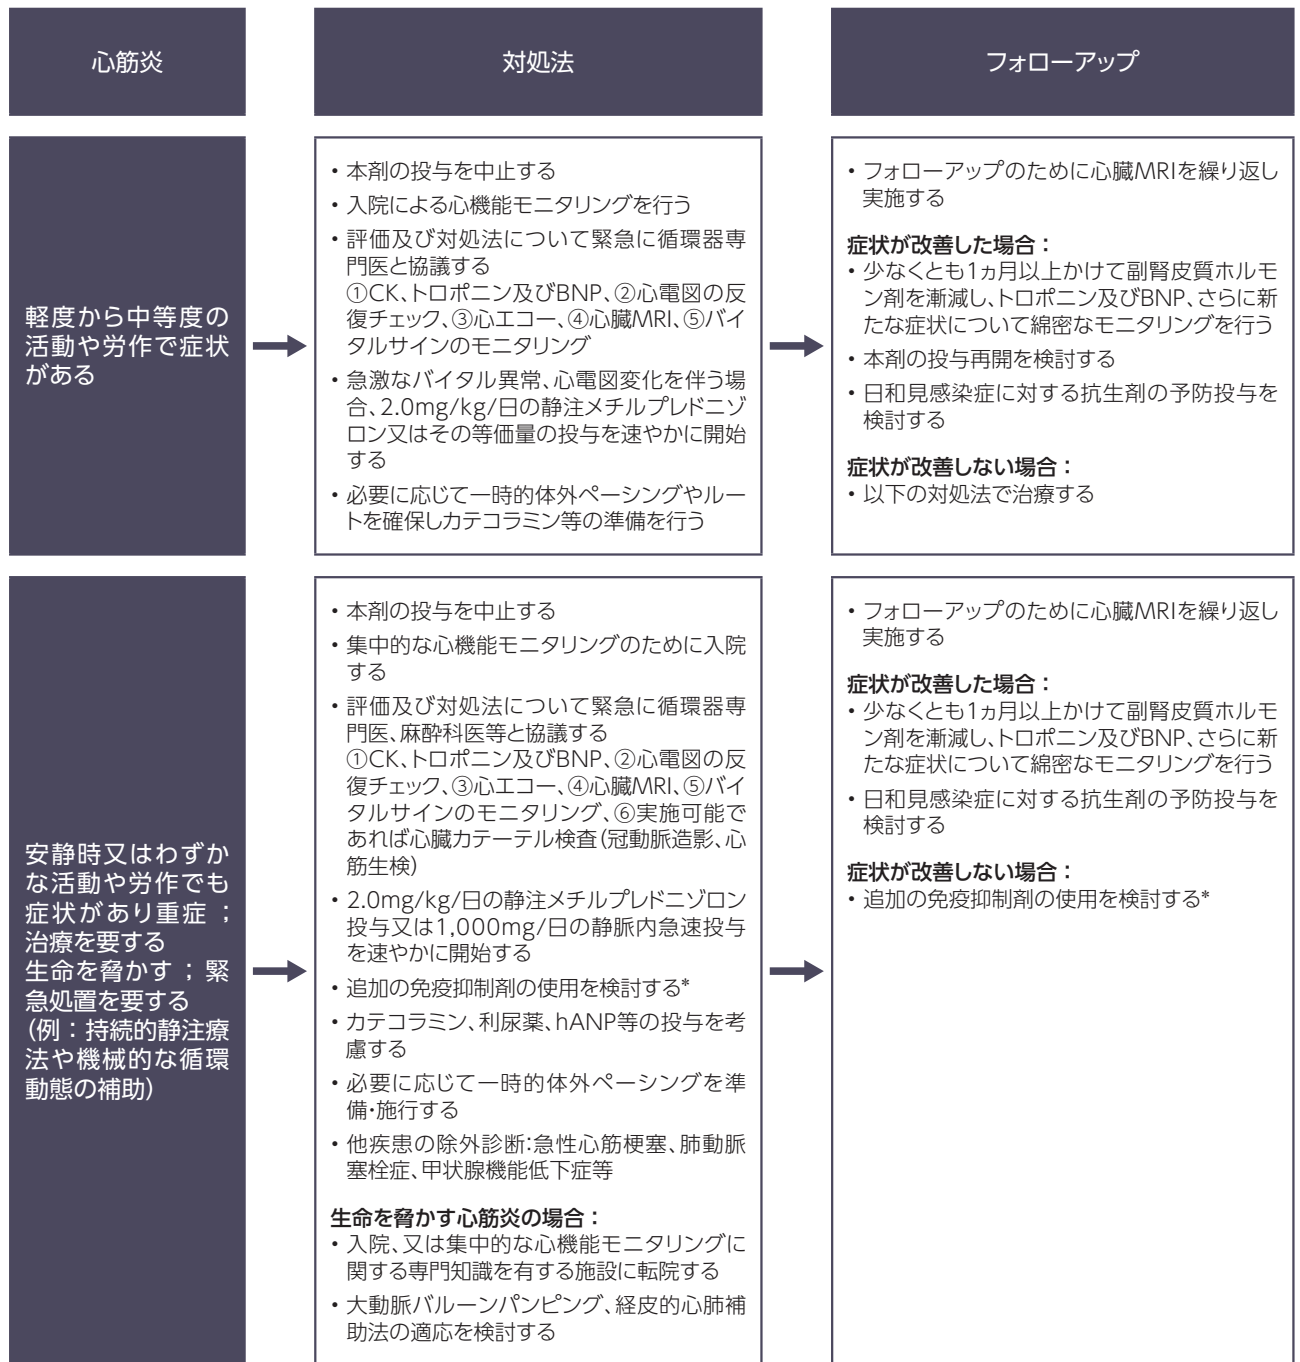 心筋炎
対処法
フォローアップ
軽度から中等度の
活動や労作で症状
がある
・本剤の投与を中止する
・入院による心機能モニタリングを行う
・評価及び対処法について緊急に循環器専
門医と協議する
①CK、トロポニン及びBNP、②心電図の反
復チェック、③心エコー、④心臓MRI、⑤バイ
タルサインのモニタリング
・急激なバイタル異常、心電図変化を伴う場
合、2.0mg/kg/日の静注メチルプレドニゾ
ロン又はその等価量の投与を速やかに開始
する
・必要に応じて一時的体外ペーシングやルー
トを確保しカテコラミン等の準備を行う
・フォローアップのために心臓MRIを繰り返し
実施する
症状が改善した場合：
・少なくとも1ヵ月以上かけて副腎皮質ホルモ
ン剤を漸減し、トロポニン及びBNP、さらに新
たな症状について綿密なモニタリングを行う
・本剤の投与再開を検討する
・日和見感染症に対する抗生剤の予防投与を
検討する
症状が改善しない場合：
・以下の対処法で治療する
安静時又はわずか
な活動や労作でも
症状があり重症；
治療を要する
生命を脅かす；緊
急処置を要する
（例：持続的静注療
法や機械的な循環
動態の補助）
・本剤の投与を中止する
・集中的な心機能モニタリングのために入院
する
・評価及び対処法について緊急に循環器専
門医、麻酔科医等と協議する
①CK、トロポニン及びBNP、②心電図の反
復チェック、③心エコー、④心臓MRI、⑤バイ
タルサインのモニタリング、⑥実施可能で
あれば心臓カテーテル検査（冠動脈造影、心
筋生検）
・2.0mg/kg/日の静注メチルプレドニゾロン
投与又は1,000mg/日の静脈内急速投与
を速やかに開始する
・追加の免疫抑制剤の使用を検討する*
・カテコラミン、利尿薬、hANP等の投与を考
慮する
・必要に応じて一時的体外ペーシングを準
備・施行する
・他疾患の除外診断：急性心筋梗塞、肺動脈
塞栓症、甲状腺機能低下症等
生命を脅かす心筋炎の場合：
・入院、又は集中的な心機能モニタリングに
関する専門知識を有する施設に転院する
・大動脈バルーンパンピング、経皮的心肺補
助法の適応を検討する
・フォローアップのために心臓MRIを繰り返し
実施する
症状が改善した場合：
・少なくとも1ヵ月以上かけて副腎皮質ホルモ
ン剤を漸減し、トロポニン及びBNP、さらに新
たな症状について綿密なモニタリングを行う
・日和見感染症に対する抗生剤の予防投与を
検討する
症状が改善しない場合：
・追加の免疫抑制剤の使用を検討する*